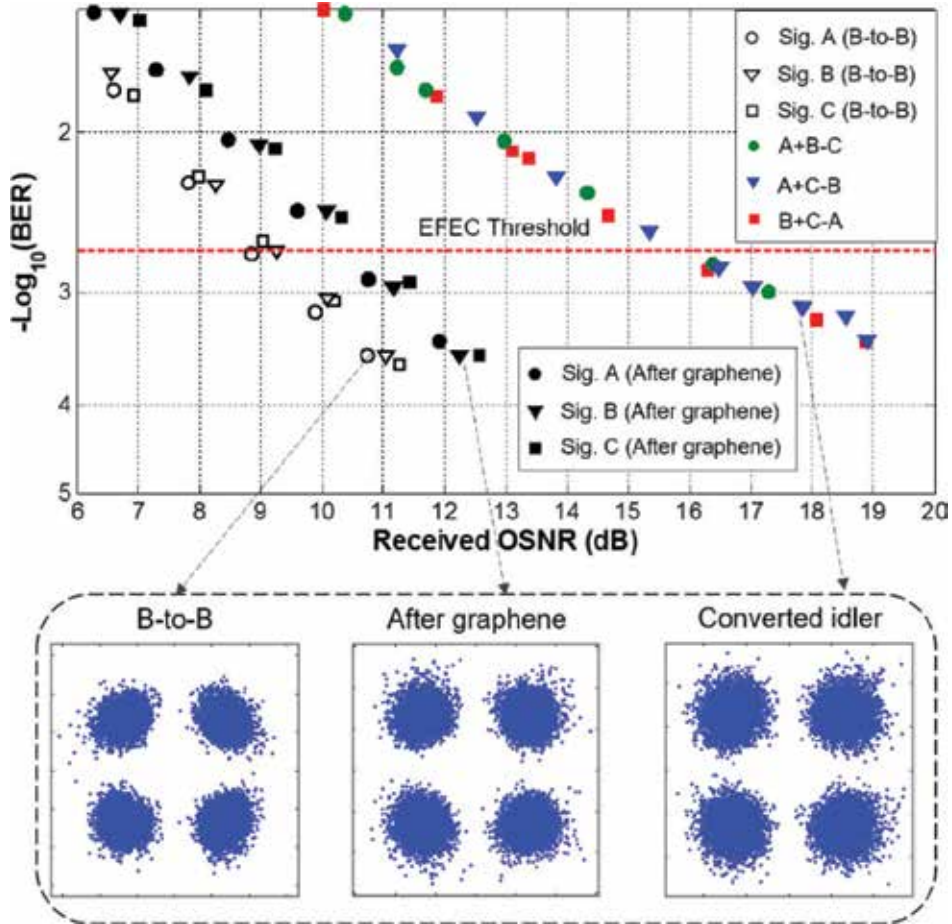 -Log10(BER)
2
3
4
5
Sig. A (B-to-B)
Sig. B (B-to-B)
Sig. C (B-to-B)
A+B-C
A+C-B
B+C-A
EFEC Threshold
Sig. A (After graphene)
Sig. B (After graphene)
Sig. C (After graphene)
6 7 8 9 10 11 12 13 14 15 16 17 18 19 20
Received OSNR (dB)
B-to-B After graphene Converted idler